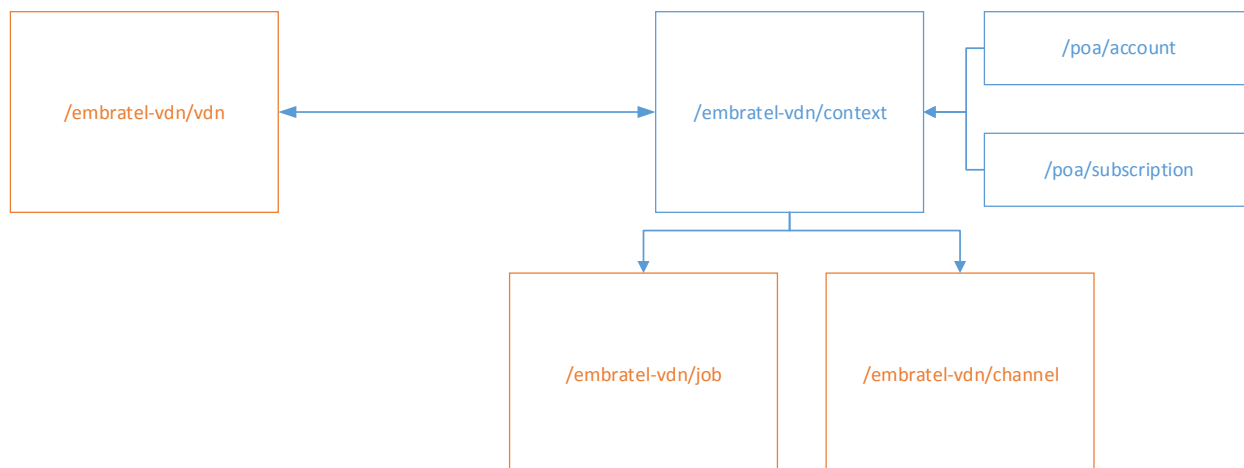 /poa/account
/embratel-vdn/vdn
/embratel-vdn/context
/poa/subscription
/embratel-vdn/job
/embratel-vdn/channel